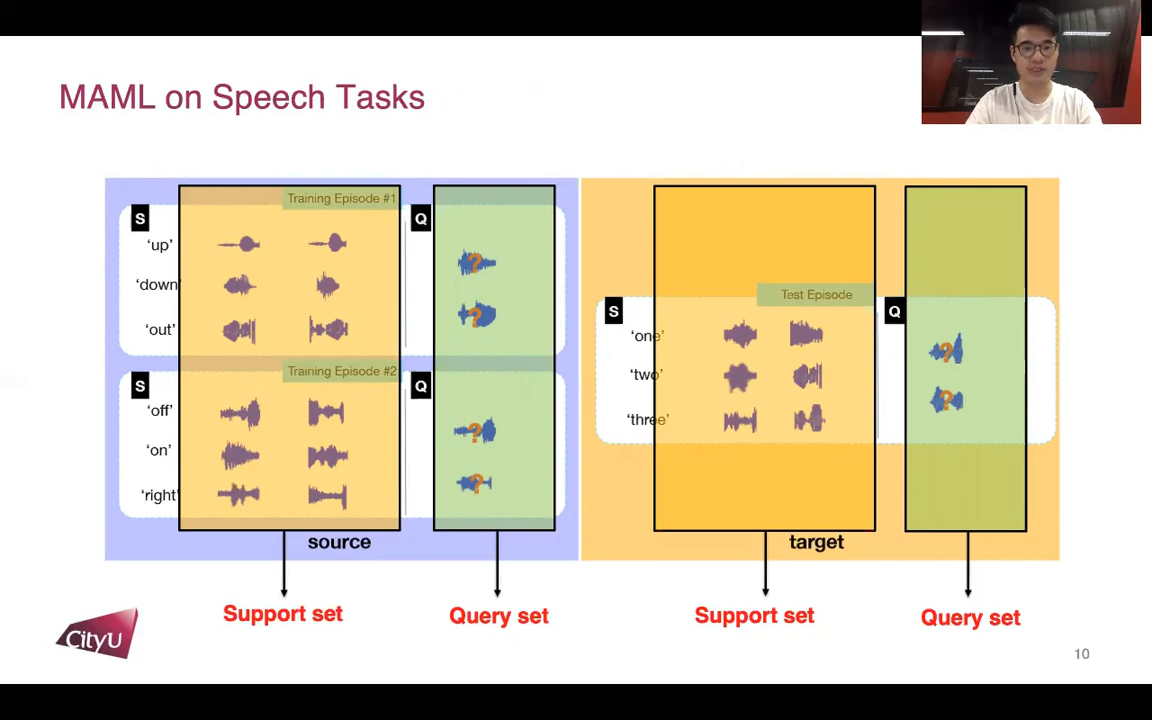 MAML on Speech Tasks
Training Episode #1
S
Q
‘up’
‘down’
‘out’
?
?
Training Episode #2
S
Q
‘off’
‘on’
‘right’
?
?
source
Test Episode
S
Q
‘one’
‘two’
‘three’
?
?
target
Support set
Query set
Support set
Query set
CityU
10